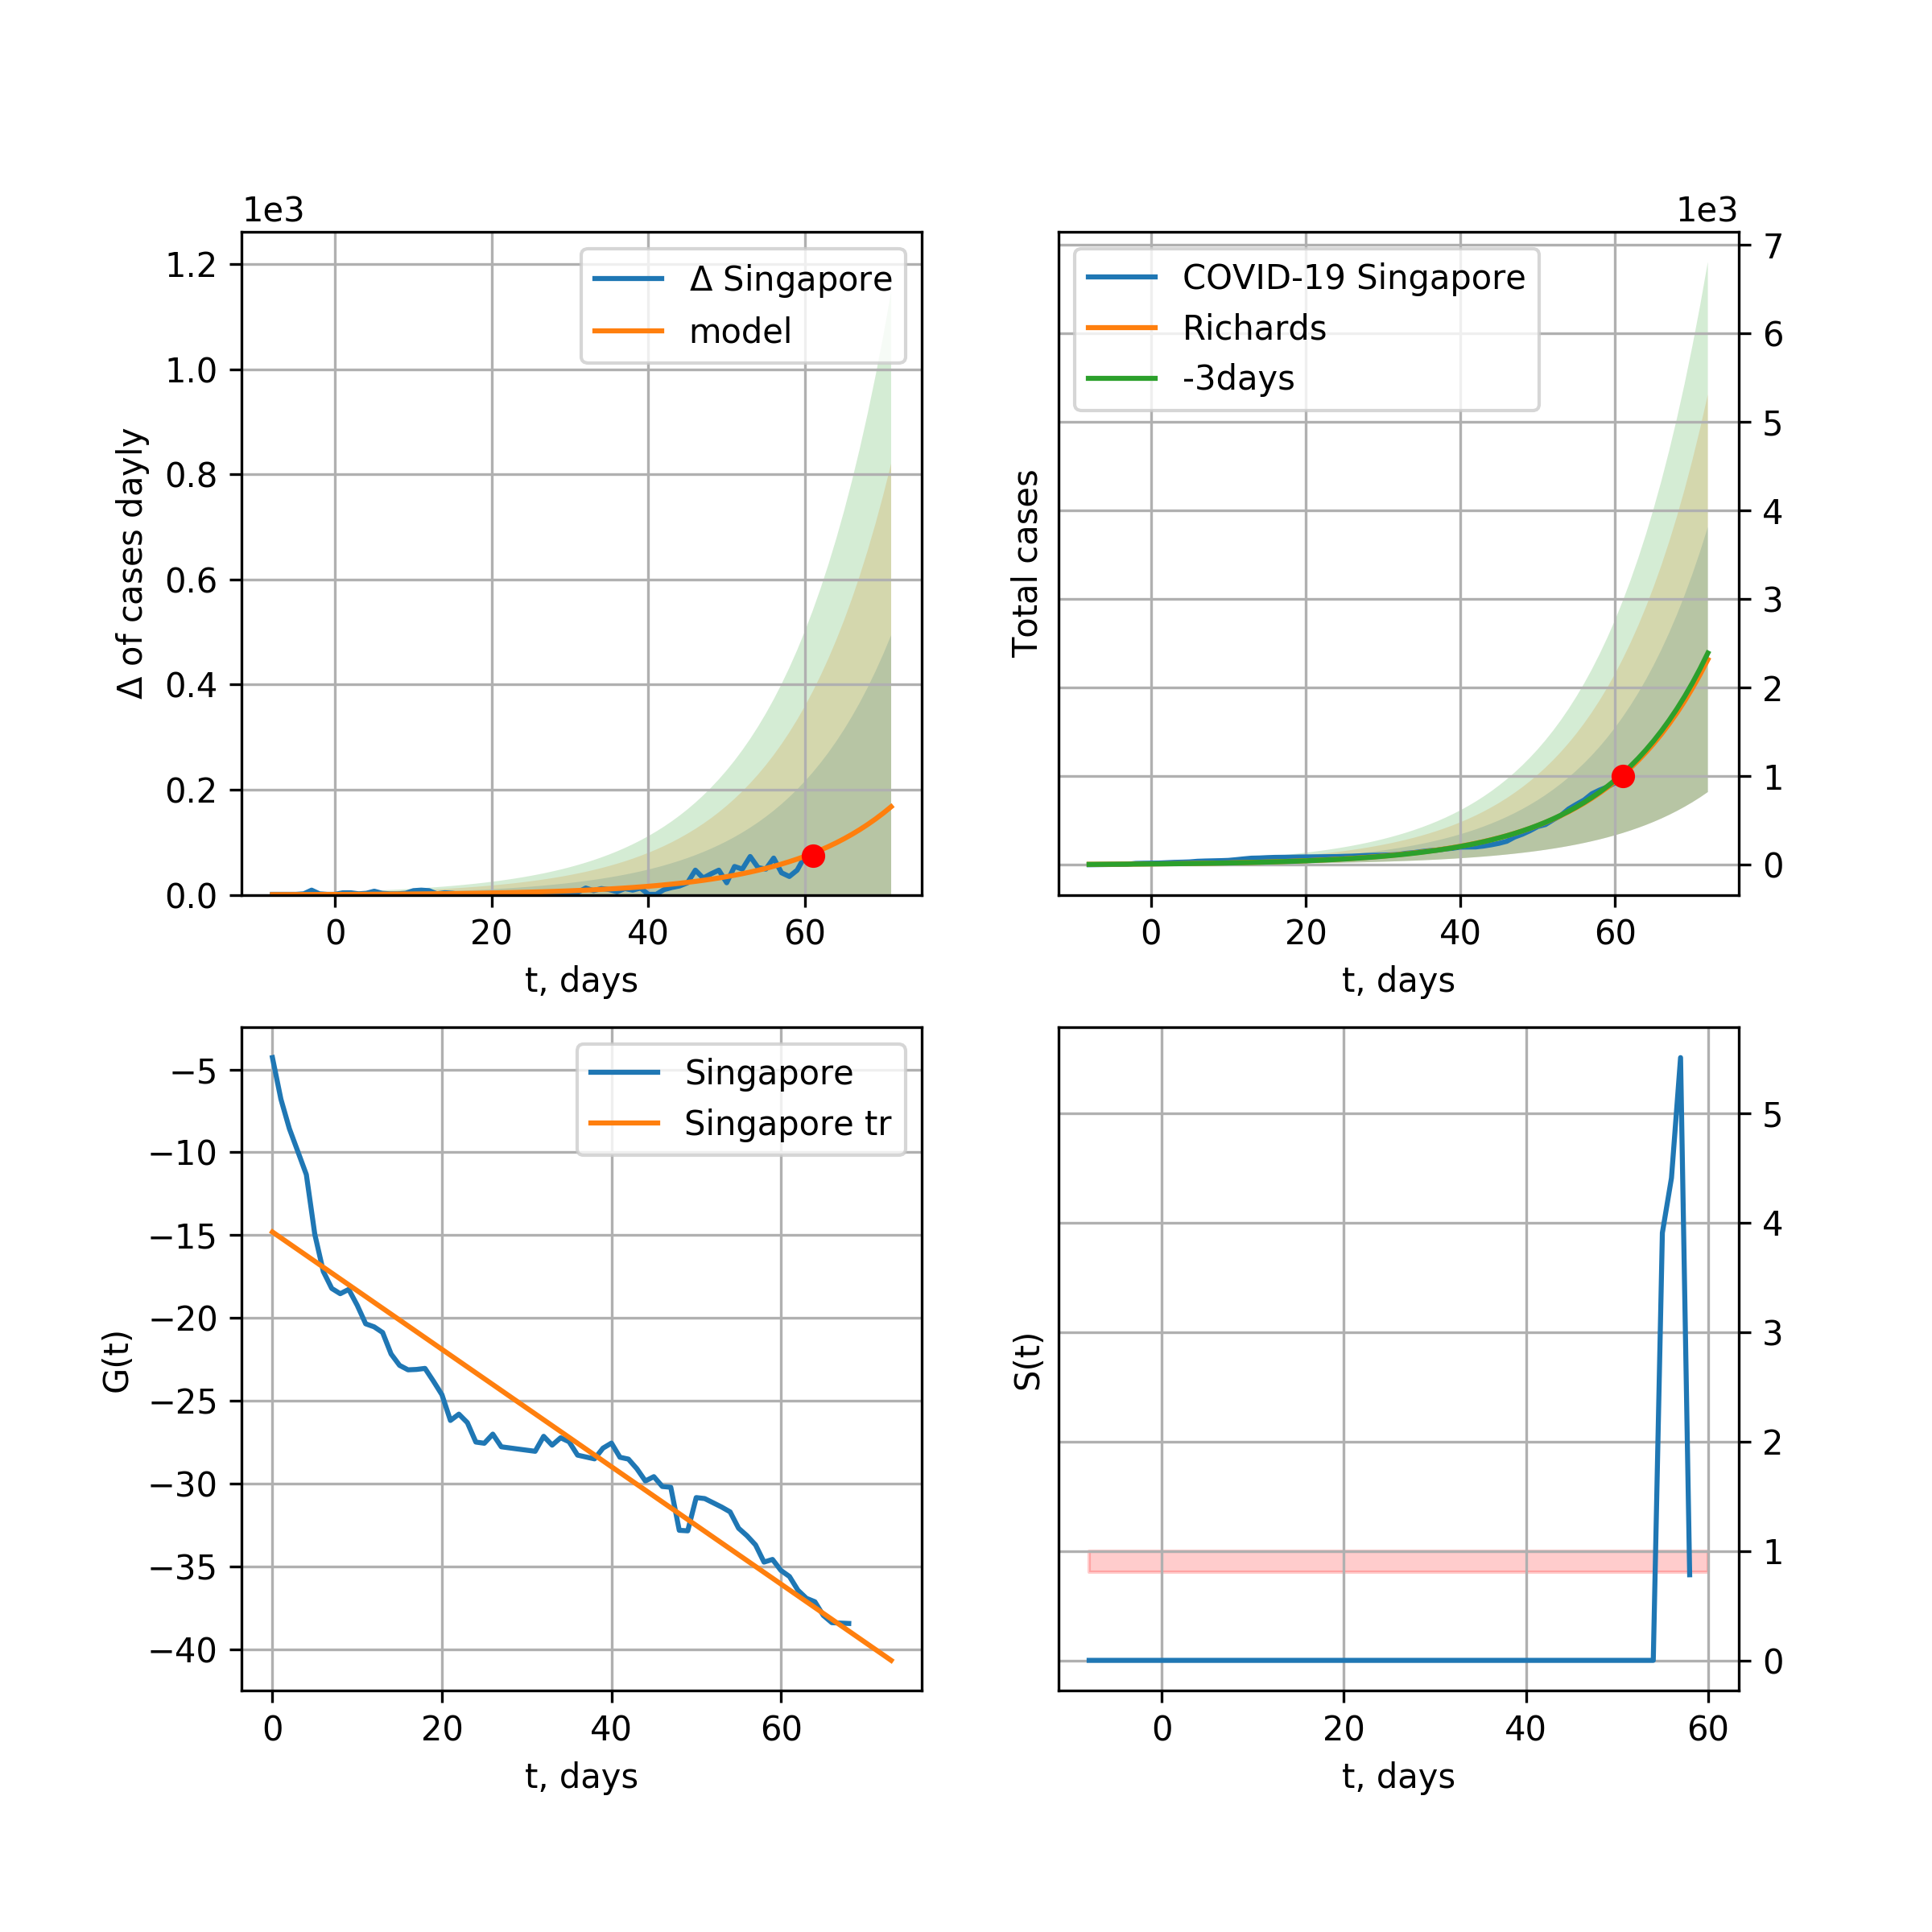 1e3
1.2
1.0
0.8
0.6
0.4
0.2
0.0
Δ of cases dayly
Δ Singapore
model
0 20 40 60
t, days
1e3
7
6
5
4
3
2
1
0
Total cases
COVID-19 Singapore
Richards
-3days
0 20 40 60
t, days
−5
−10
−15
−20
−25
−30
−35
−40
G(t)
Singapore
Singapore tr
0 20 40 60
t, days
S(t)
5
4
3
2
1
0
0 20 40 60
t, days